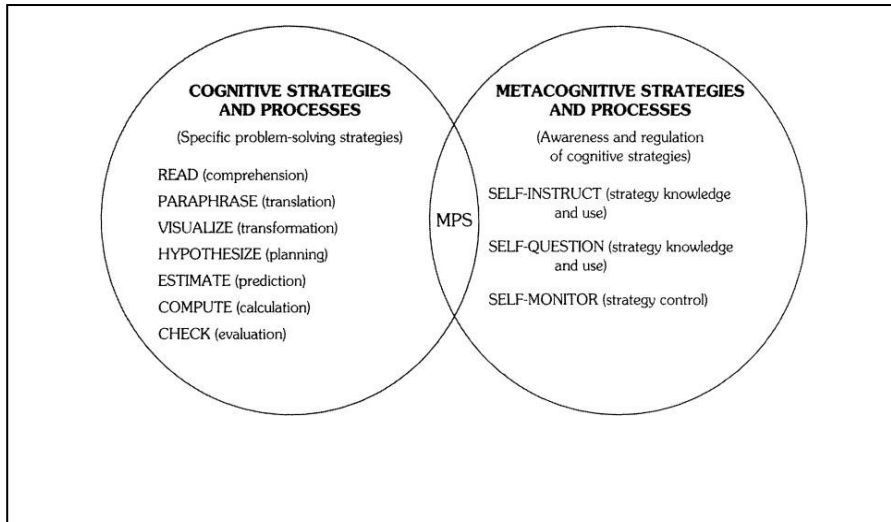 COGNITIVE STRATEGIES
AND PROCESSES
(Specific problem-solving strategies)
READ (comprehension)
PARAPHRASE (translation)
VISUALIZE (transformation)
HYPOTHESIZE (planning)
ESTIMATE (prediction)
COMPUTE (calculation)
CHECK (evaluation)
MPS
METACOGNITIVE STRATEGIES
AND PROCESSES
(Awareness and regulation
of cognitive strategies)
SELF-INSTRUCT (strategy knowledge
and use)
SELF-QUESTION (strategy knowledge
and use)
SELF-MONITOR (strategy control)